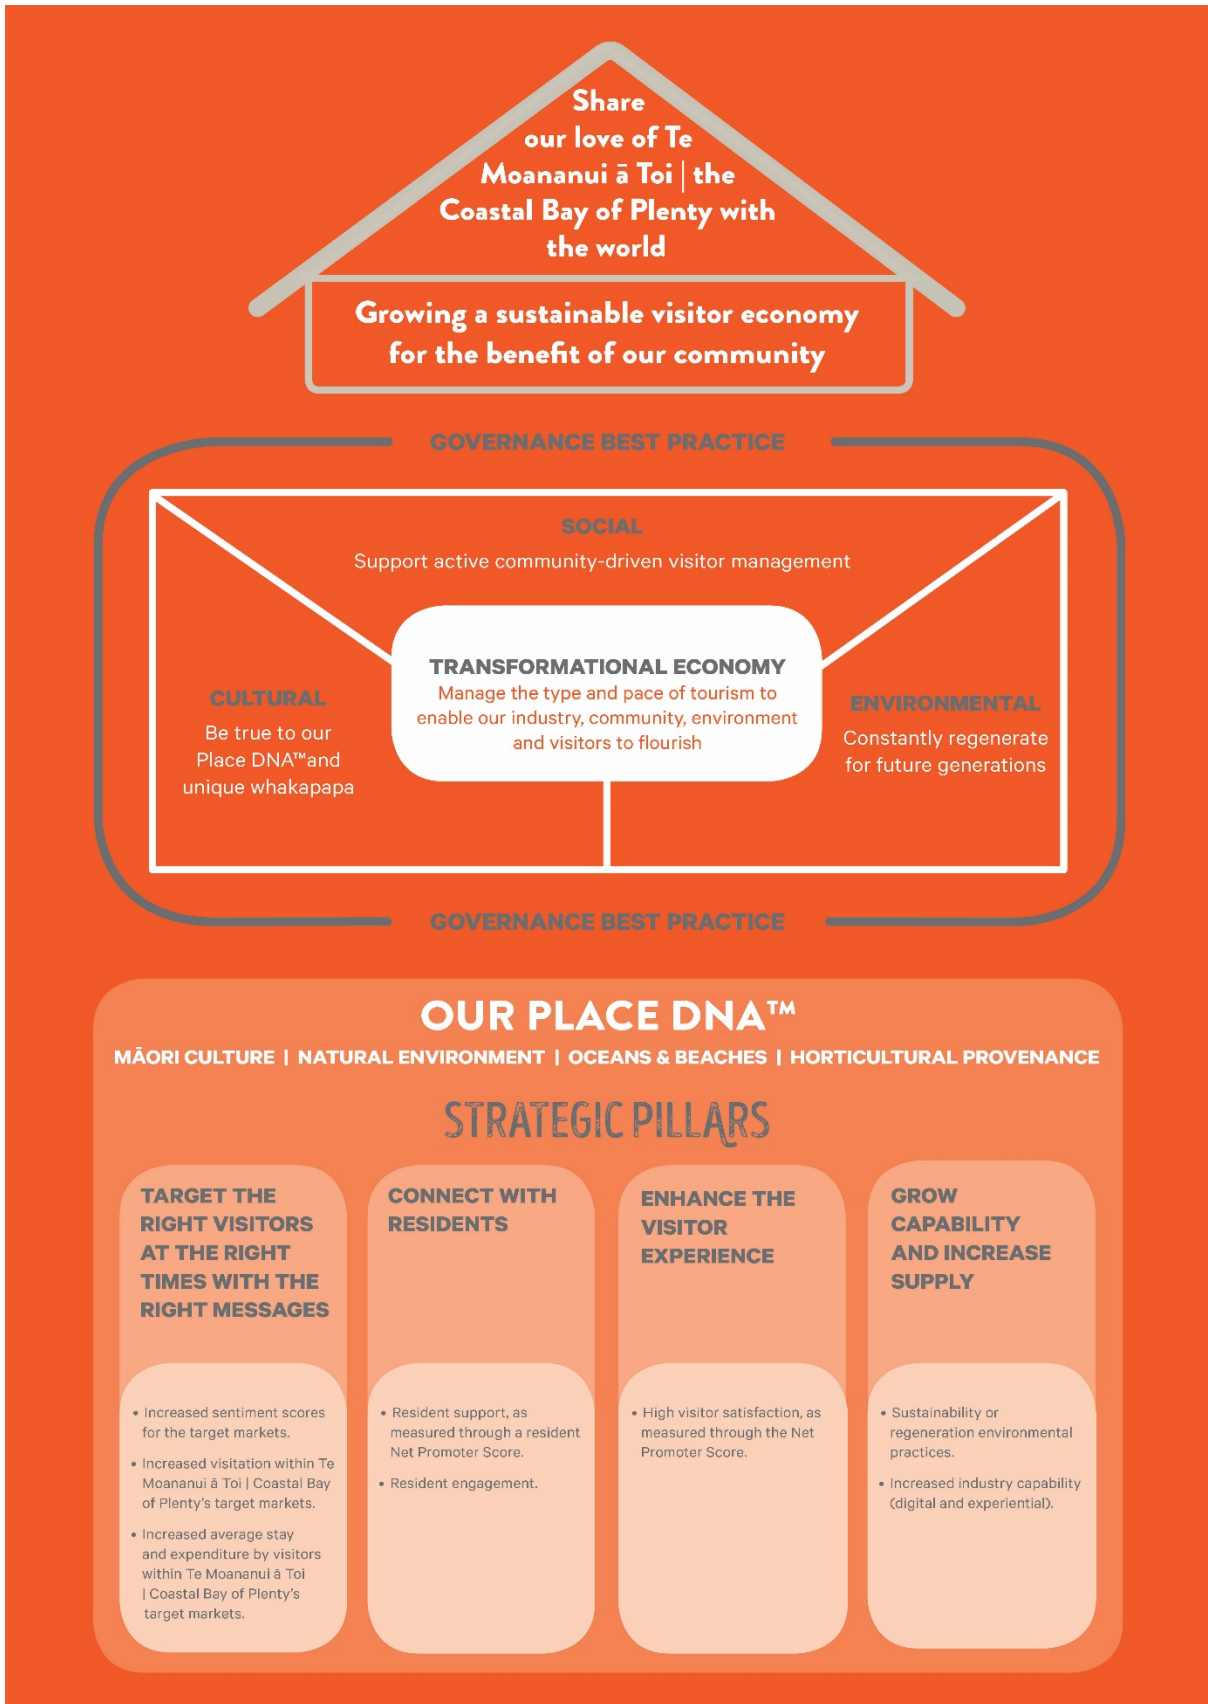 Share
our love of Te
Moananui ā Toi | the
Coastal Bay of Plenty with
the world
Growing a sustainable visitor economy
for the benefit of our community
GOVERNANCE BEST PRACTICE
SOCIAL
Support active community-driven visitor management
TRANSFORMATIONAL ECONOMY
Manage the type and pace of tourism to
enable our industry, community, environment
and visitors to flourish
CULTURAL
Be true to our
Place DNA™and
unique whakapapa
ENVIRONMENTAL
Constantly regenerate
for future generations
GOVERNANCE BEST PRACTICE
OUR PLACE DNA™
MĀORI CULTURE | NATURAL ENVIRONMENT | OCEANS & BEACHES | HORTICULTURAL PROVENANCE
STRATEGIC PILLARS
TARGET THE
RIGHT VISITORS
AT THE RIGHT
TIMES WITH THE
RIGHT MESSAGES
• Increased sentiment scores
for the target markets.
• Increased visitation within Te
Moananui ā Toi | Coastal Bay
of Plenty's target markets.
• Increased average stay
and expenditure by visitors
within Te Moananui ā Toi
| Coastal Bay of Plenty's
target markets.
CONNECT WITH
RESIDENTS
• Resident support, as
measured through a resident
Net Promoter Score.
• Resident engagement.
ENHANCE THE
VISITOR
EXPERIENCE
• High visitor satisfaction, as
measured through the Net
Promoter Score.
GROW
CAPABILITY
AND INCREASE
SUPPLY
• Sustainability or
regeneration environmental
practices.
• Increased industry capability
(digital and experiential).